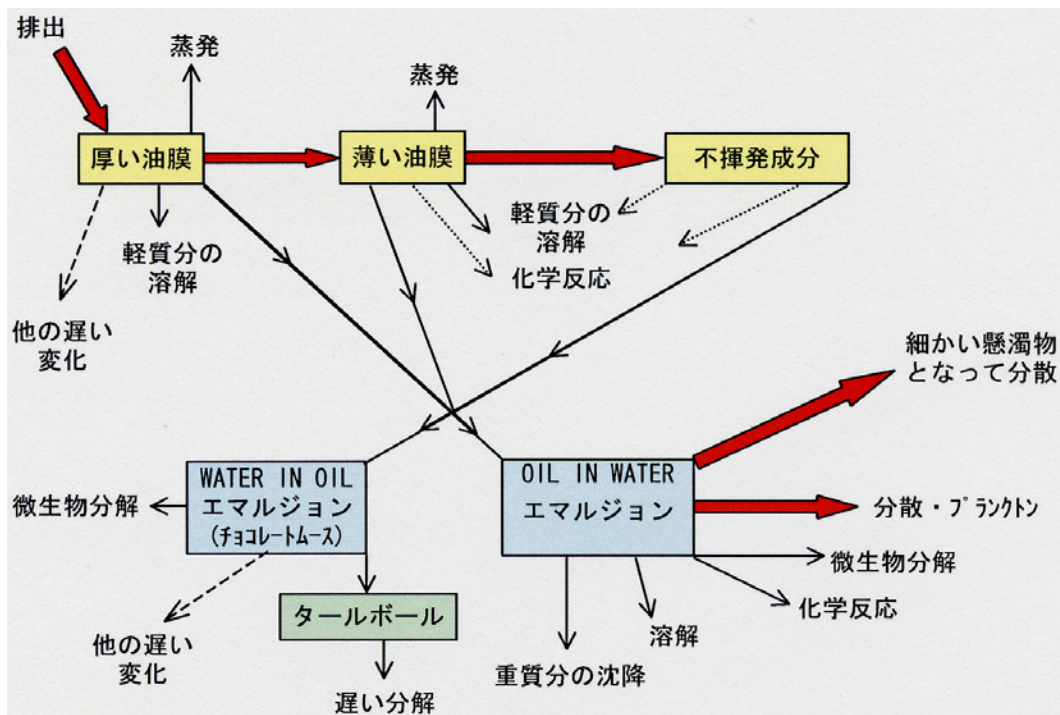 排出
蒸発
蒸発
厚い油膜
薄い油膜
不揮発成分
軽質分の
溶解
軽質分の
溶解
化学反応
他の遅い
変化
細かい懸濁物
となって分散
WATER IN OIL
エマルジョン
(チョコレートムース)
OIL IN WATER
エマルジョン
微生物分解
分散・プランクトン
微生物分解
化学反応
タールボール
溶解
他の遅い
変化
重質分の沈降
遅い分解